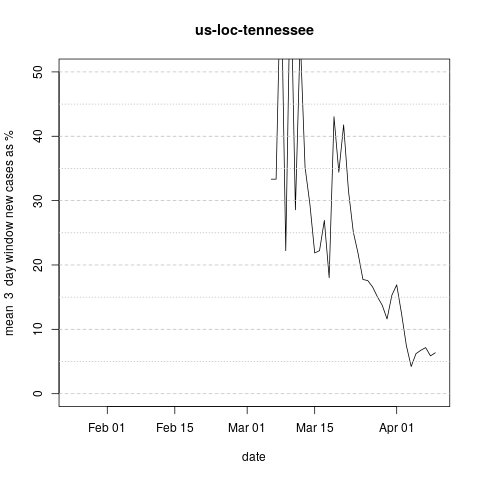 us-loc-tennessee
mean 3 day window new cases as %
50
40
30
20
10
0
Feb 01 Feb 15 Mar 01 Mar 15 Apr 01
date